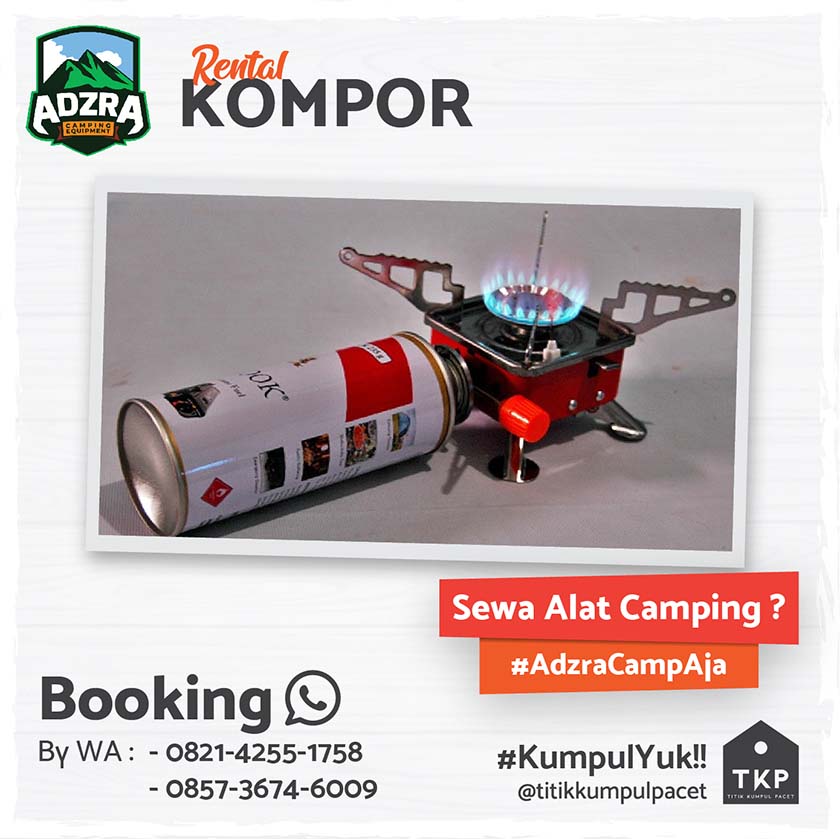 ADZRA
CAMPING
EQUIPMENT
Rental
KOMPOR
Sewa Alat Camping ?
#AdzraCampAja
Booking
By WA : - 0821-4255-1758
- 0857-3674-6009
#KumpulYuk!!
@titikkumpulpacet
TKP
TITIK KUMPUL PACET